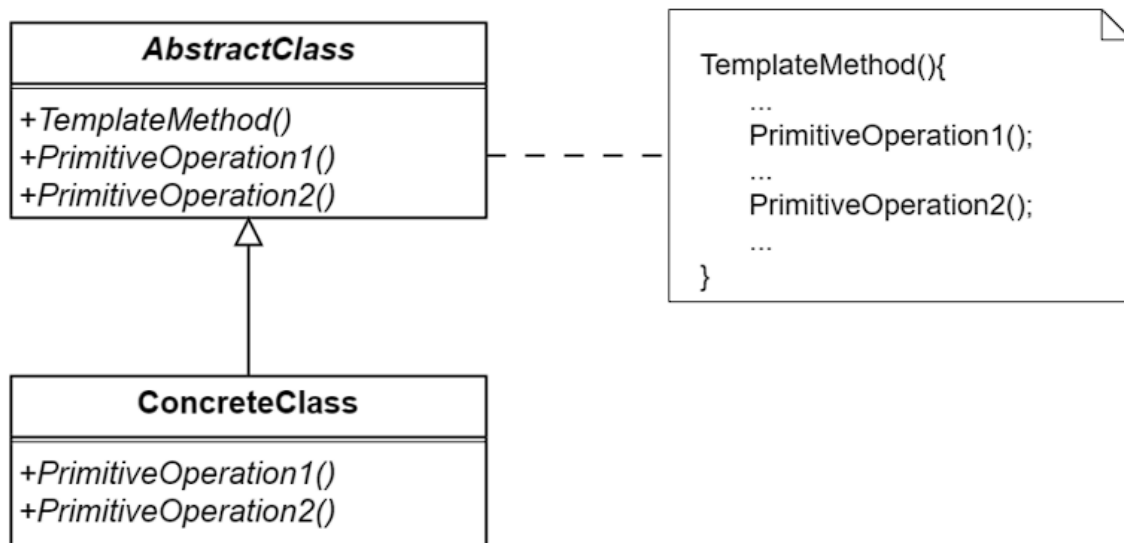 AbstractClass
+TemplateMethod()
+PrimitiveOperation1()
+PrimitiveOperation2()
TemplateMethod(){
...
PrimitiveOperation1();
...
PrimitiveOperation2();
...
}
ConcreteClass
+PrimitiveOperation1()
+PrimitiveOperation2()